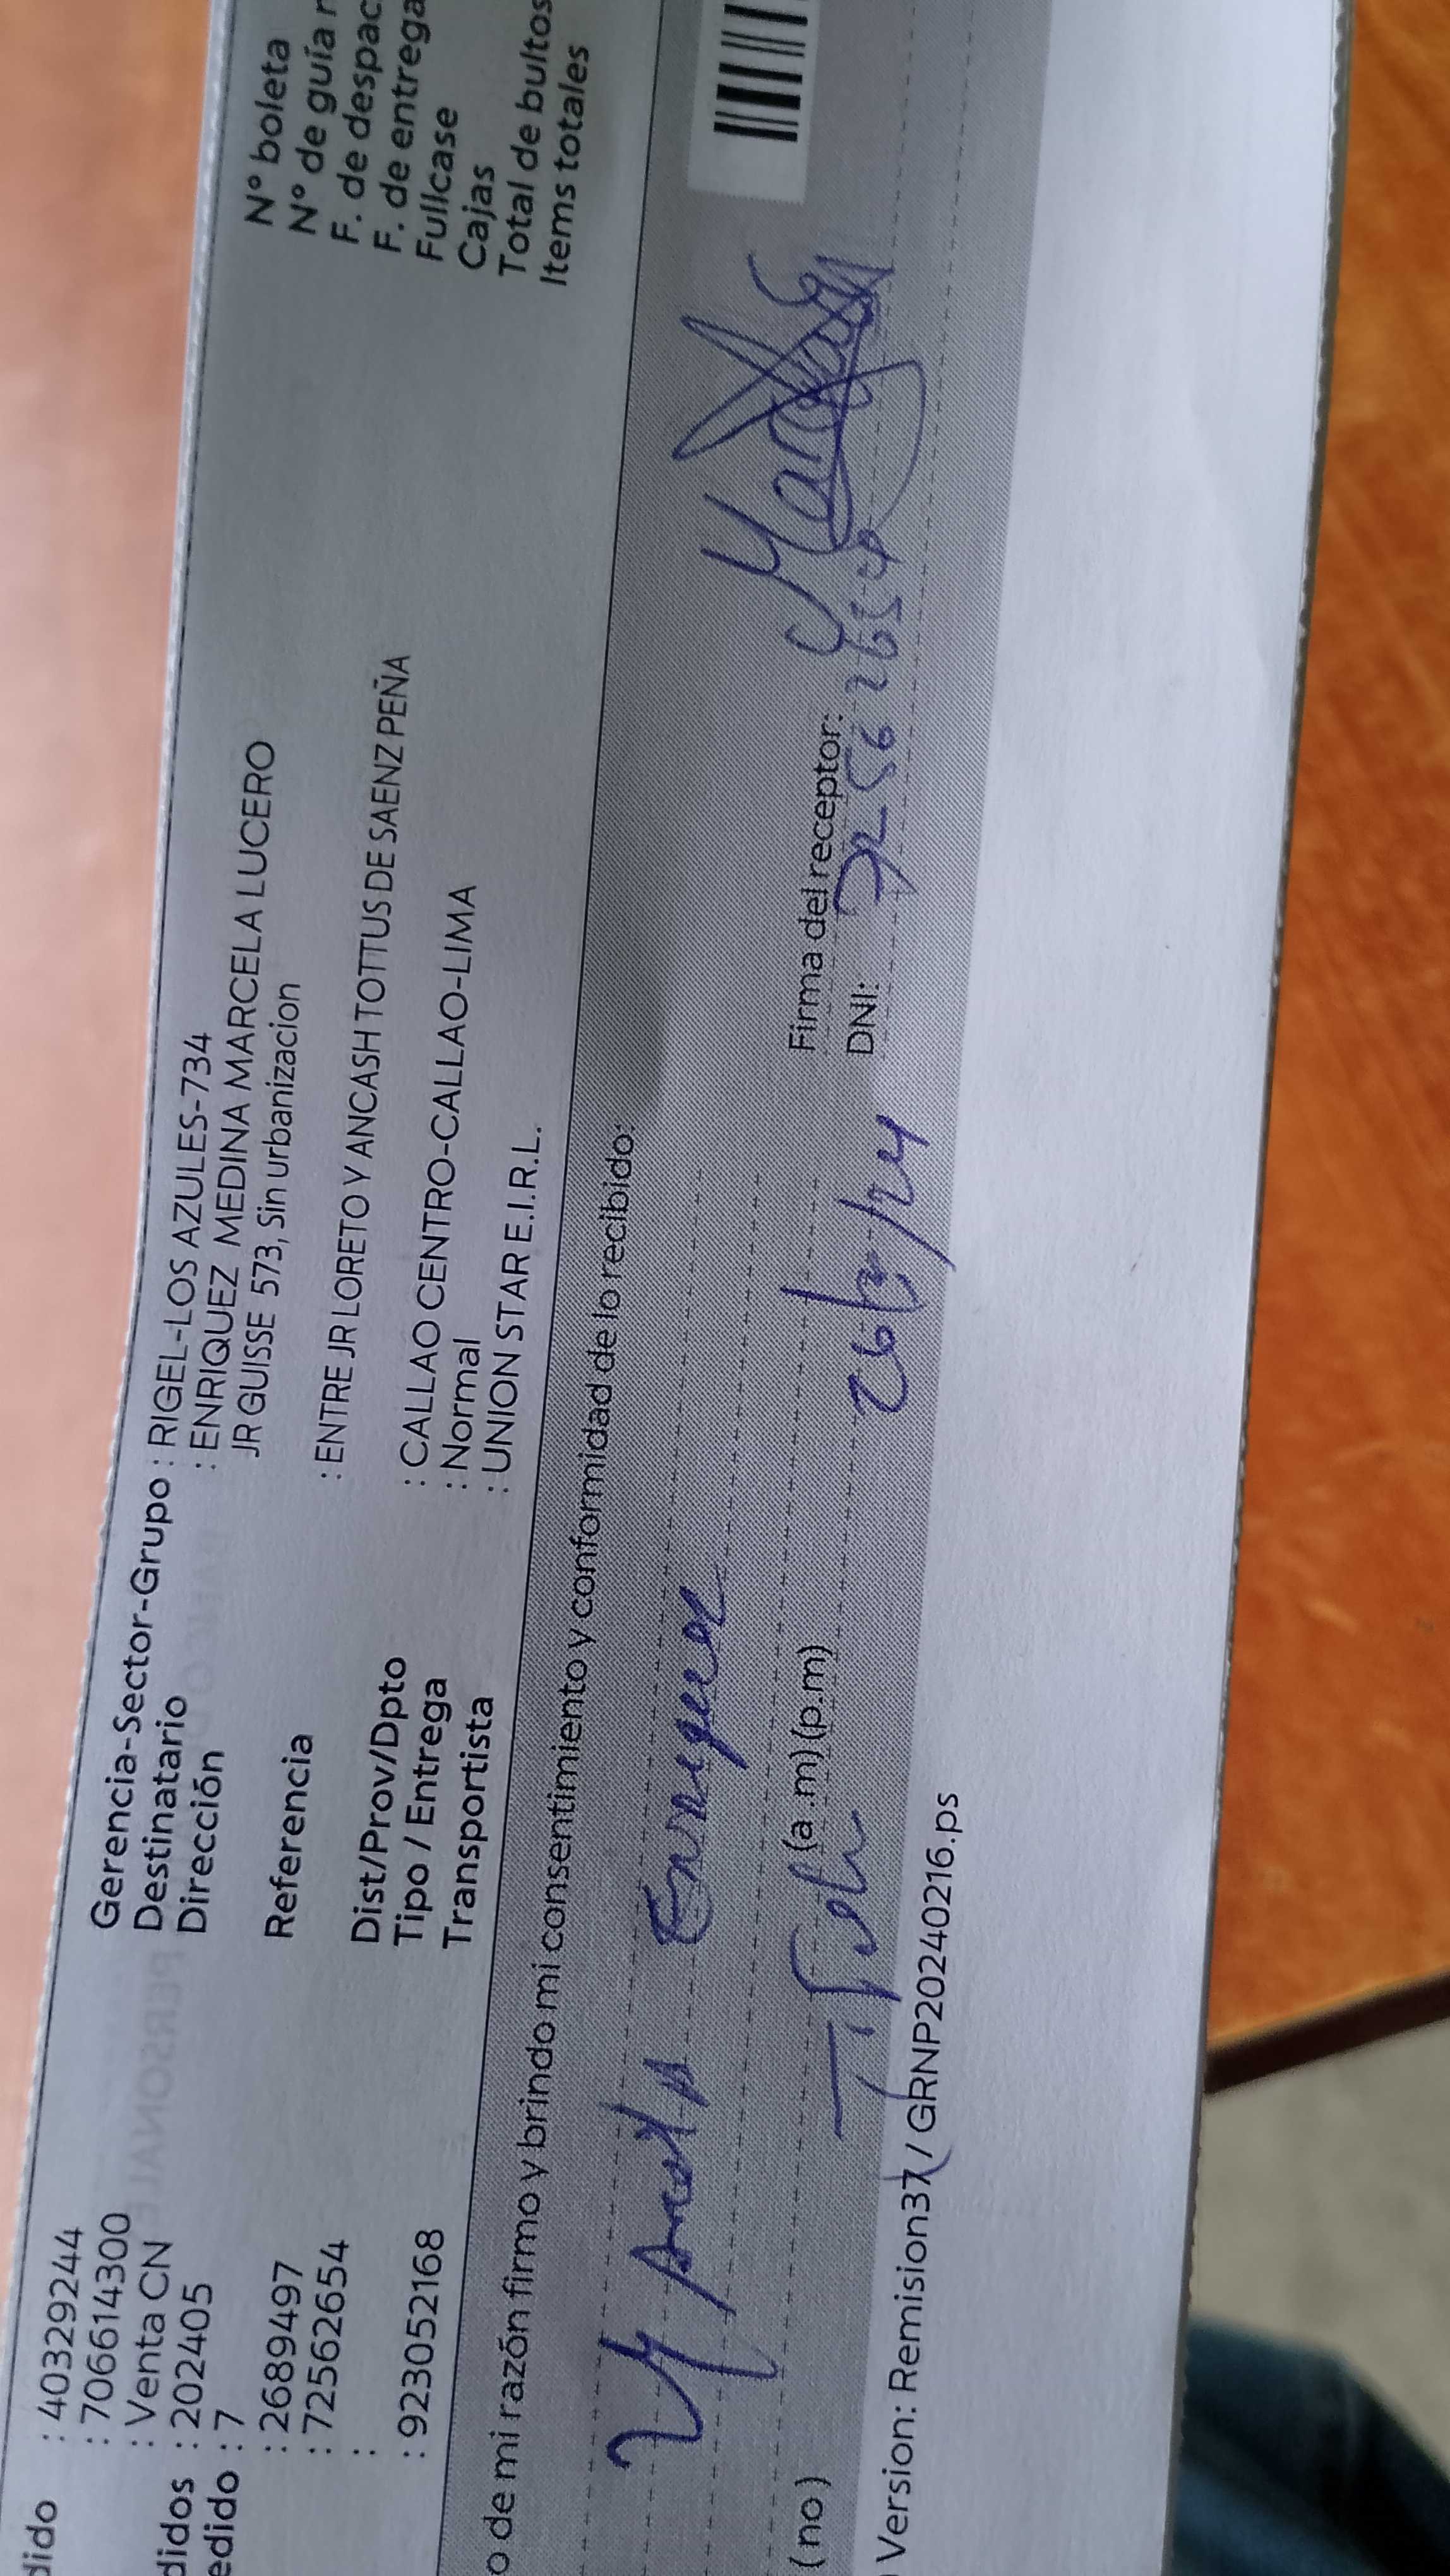 dido : 40329244
: 706614300
: Venta CN
didos : 202405
edido : 7
: 2689497
: 72562654
:
: 923052168
Gerencia-Sector-Grupo : RIGEL-LOS AZULES-734
Destinatario : ENRIQUEZ MEDINA MARCELA LUCERO
Dirección JR GUISSE 573, Sin urbanizacion
Referencia : ENTRE JR LORETO Y ANCASH TOTTUS DE SAENZ PEÑA
Dist/Prov/Dpto : CALLAO CENTRO-CALLAO-LIMA
Tipo / Entrega : Normal
Transportista : UNION STAR E.I.R.L.
N° boleta
N° de guía r
F. de despac
F. de entrega
Fullcase
Cajas
Total de bultos
Items totales
o de mi razón firmo y brindo mi consentimiento y conformidad de lo recibido:
(no) (a.m) (p.m) Firma del receptor:
DNI:
Version: Remision37 / GRNP20240216.ps